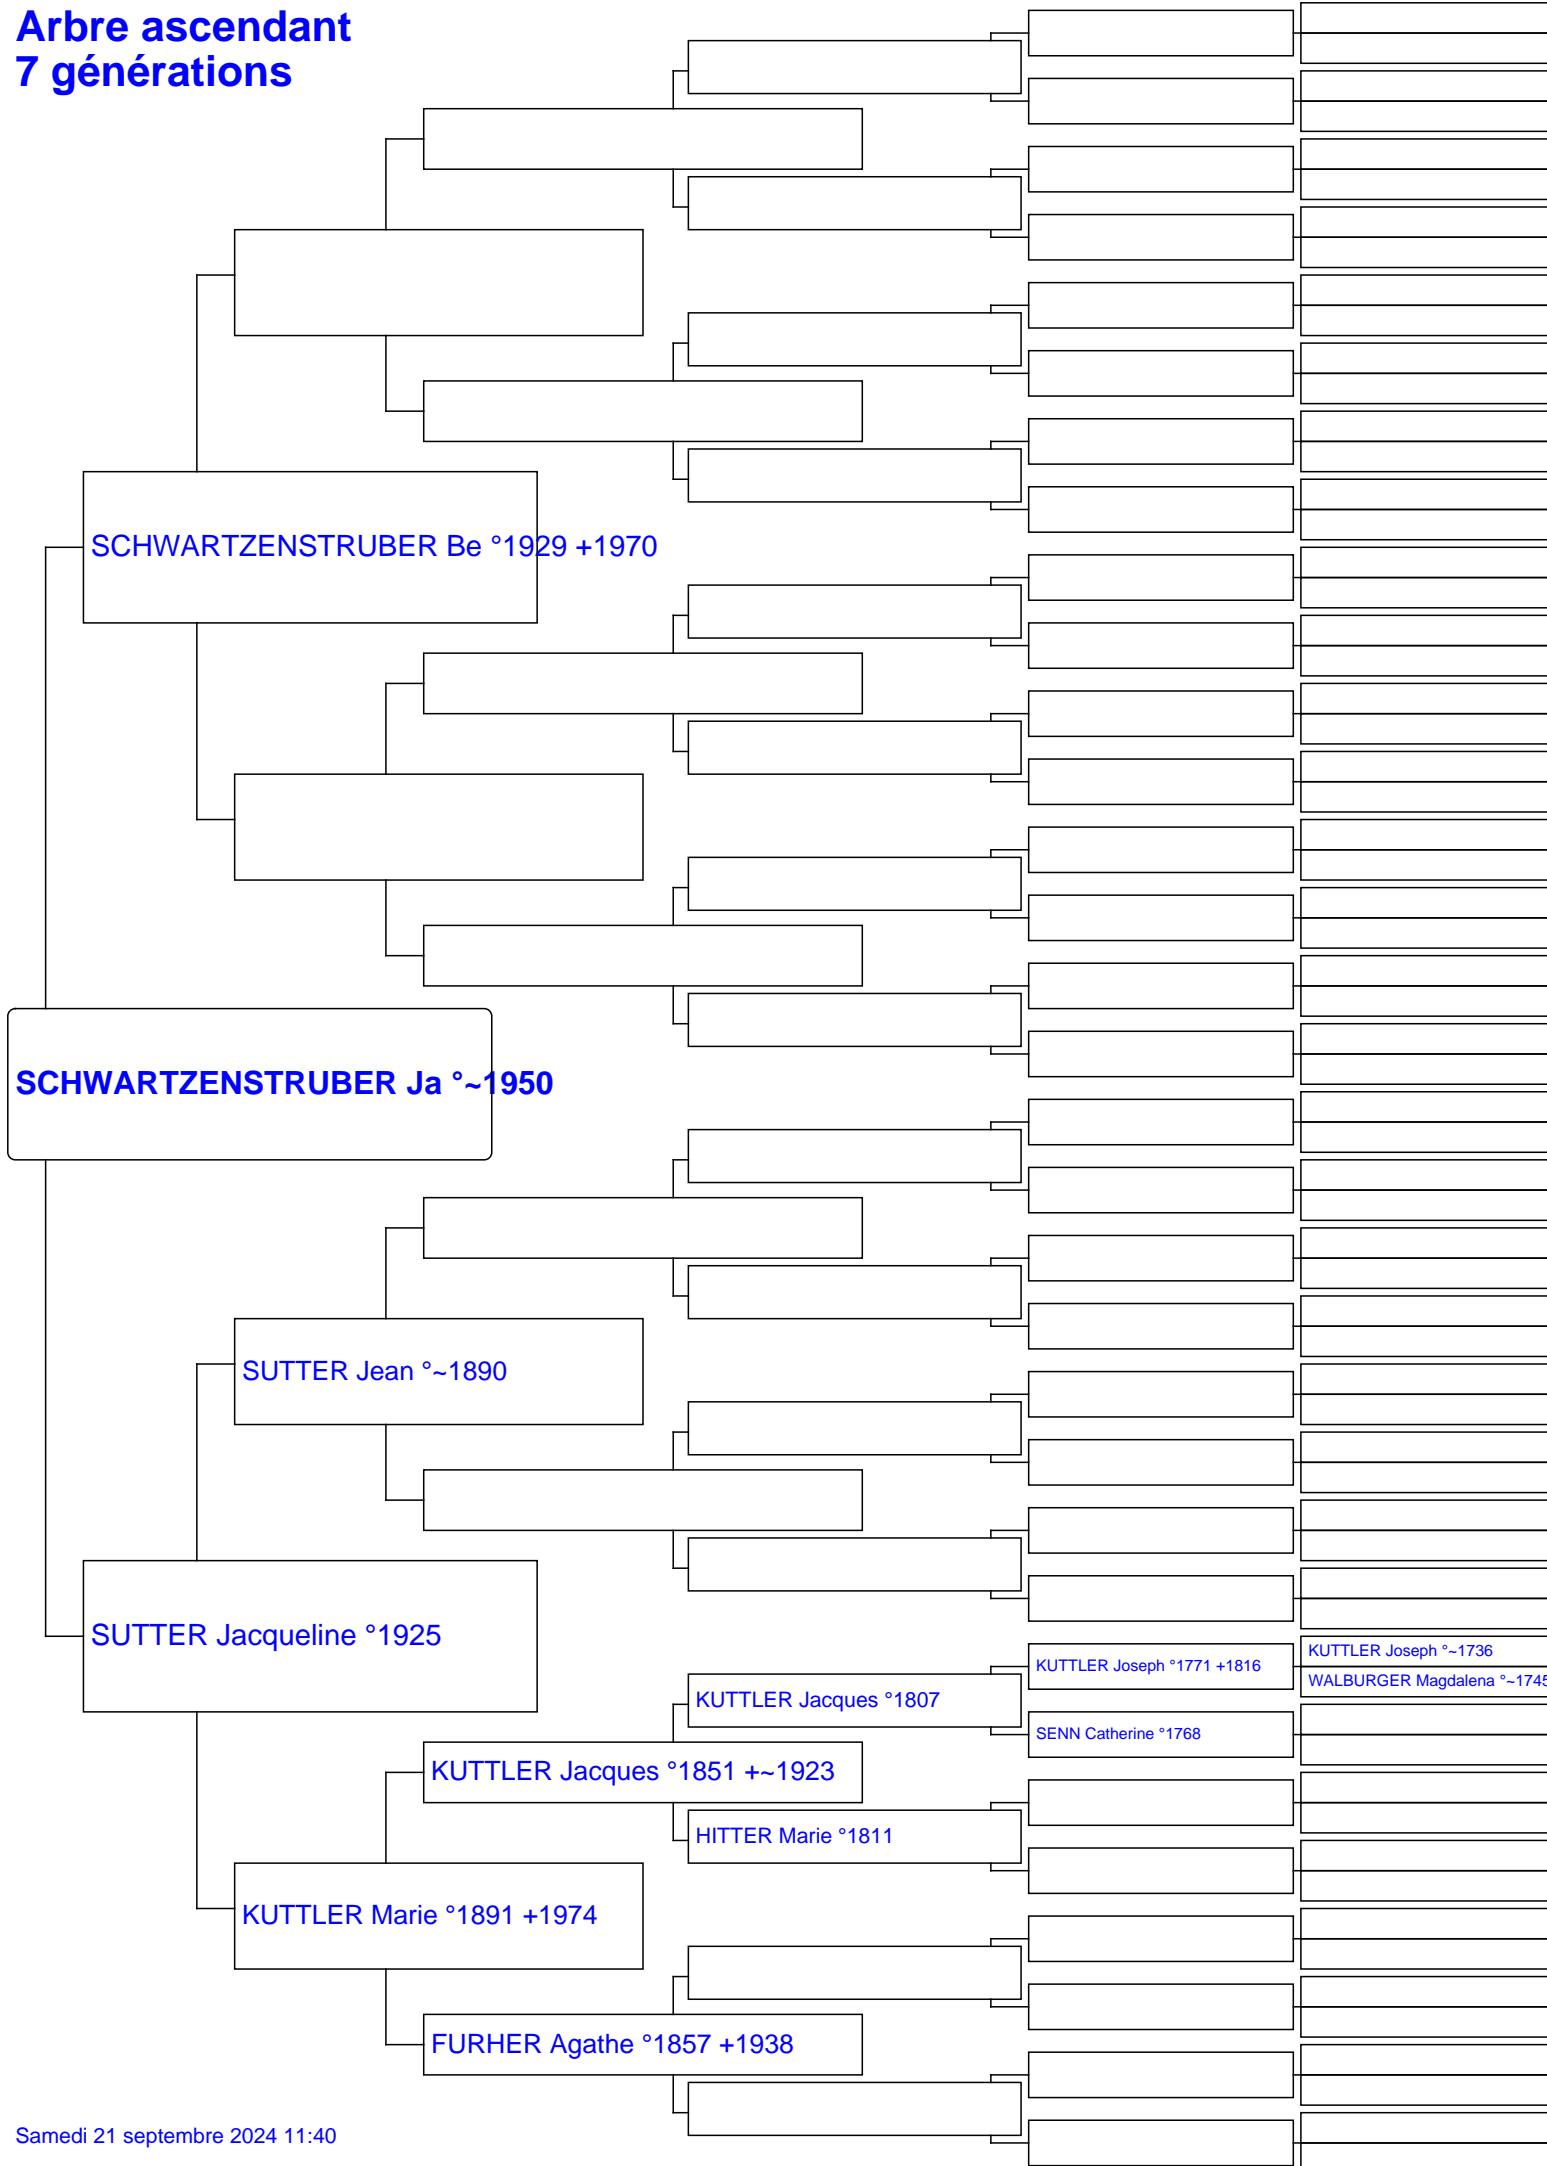 Arbre ascendant
7 générations
SCHWARTZENSTRUBER Be °1929 +1970
SCHWARTZENSTRUBER Ja °~1950
SUTTER Jean °~1890
SUTTER Jacqueline °1925
KUTTLER Joseph °~1736
KUTTLER Joseph °1771 +1816
WALBURGER Magdalena °~1745
KUTTLER Jacques °1807
SENN Catherine °1768
KUTTLER Jacques °1851 +~1923
HITTER Marie °1811
KUTTLER Marie °1891 +1974
FURHER Agathe °1857 +1938
Samedi 21 septembre 2024 11:40